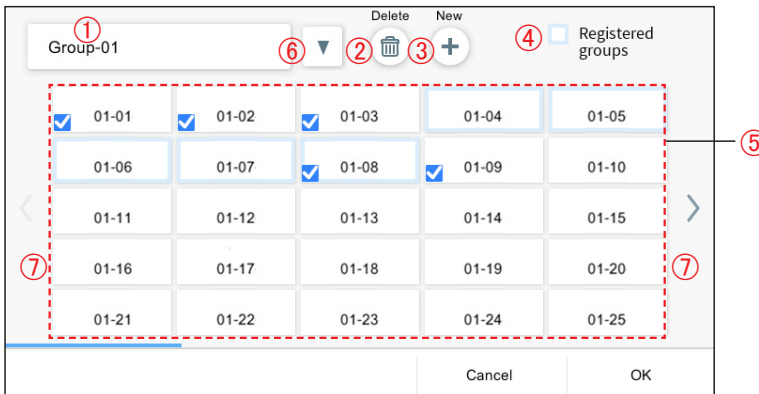 Delete New
① Group-01 ⑥ ▼ ② ③ + ④ Registered
groups
01-01 01-02 01-03 01-04 01-05
⑤
01-06 01-07 01-08 01-09 01-10
01-11 01-12 01-13 01-14 01-15
⑦ 01-16 01-17 01-18 01-19 01-20 ⑦
01-21 01-22 01-23 01-24 01-25
Cancel OK